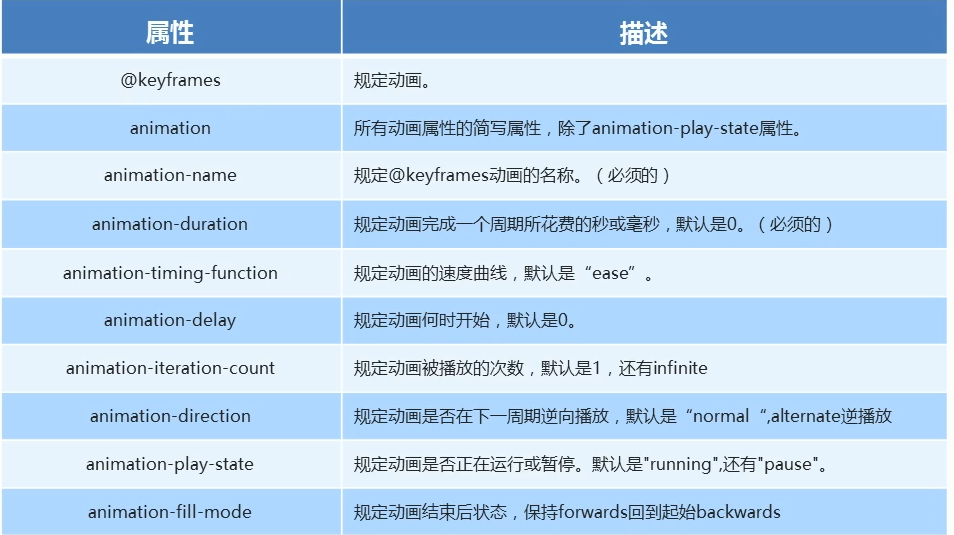 属性 描述
@keyframes 规定动画。
animation 所有动画属性的简写属性，除了animation-play-state属性。
animation-name 规定@keyframes动画的名称。（必须的）
animation-duration 规定动画完成一个周期所花费的秒或毫秒，默认是0。（必须的）
animation-timing-function 规定动画的速度曲线，默认是“ease”。
animation-delay 规定动画何时开始，默认是0。
animation-iteration-count 规定动画被播放的次数，默认是1，还有infinite
animation-direction 规定动画是否在下一周期逆向播放，默认是“normal “,alternate逆播放
animation-play-state 规定动画是否正在运行或暂停。默认是"running",还有"pause"。
animation-fill-mode 规定动画结束后状态，保持forwards回到起始backwards